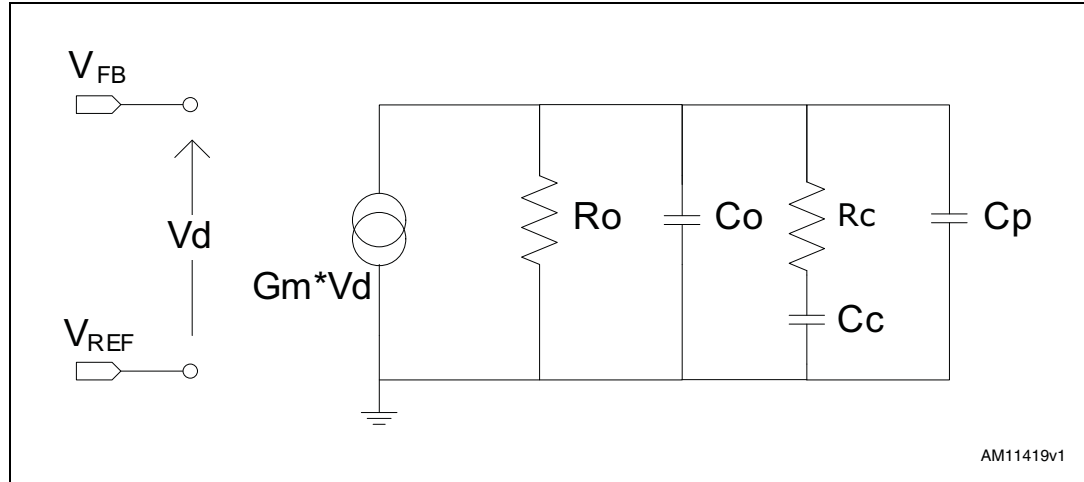 VFB
Vd
VREF
Gm*Vd
Ro
Co
Rc
Cc
Cp
AM11419v1